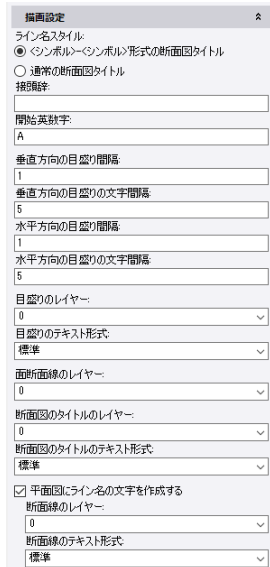 描画設定
ライン名スタイル:
<シンボル>-<シンボル>'形式の断面図タイトル
通常の断面図タイトル
接頭辞:
開始英数字:
A
垂直方向の目盛り間隔:
1
垂直方向の目盛りの文字間隔:
5
水平方向の目盛り間隔:
1
水平方向の目盛りの文字間隔:
5
目盛りのレイヤー:
0
目盛りのテキスト形式:
標準
面断面線のレイヤー:
0
断面図のタイトルのレイヤー:
0
断面図のタイトルのテキスト形式:
標準
平面図にライン名の文字を作成する
断面線のレイヤー:
0
断面線のテキスト形式:
標準